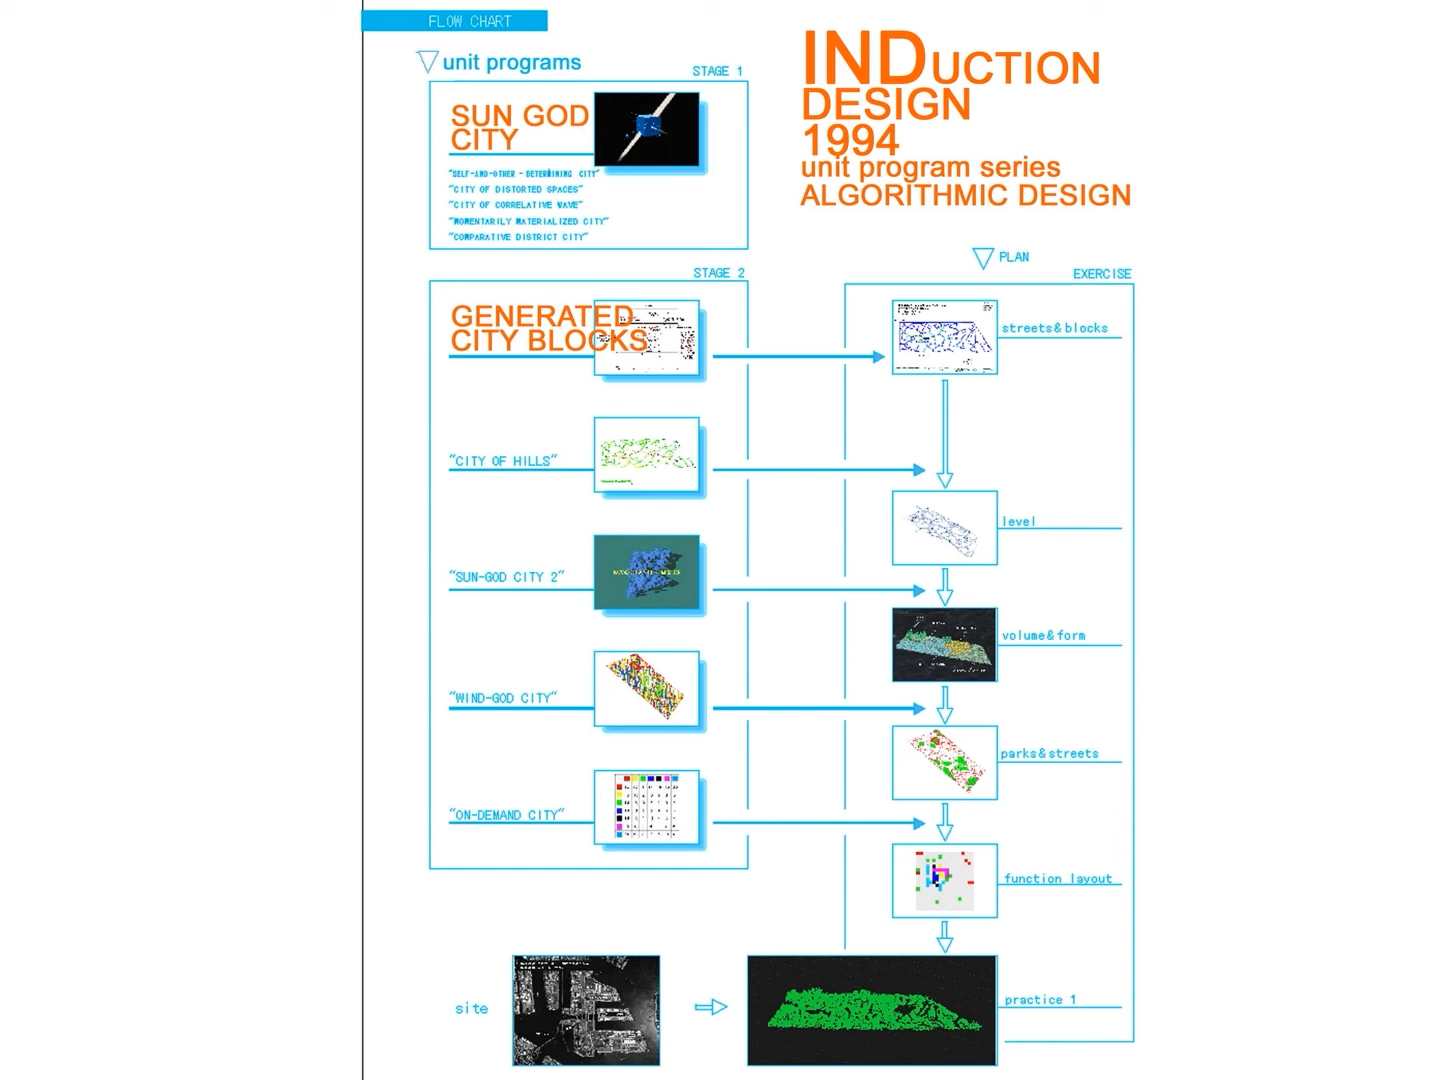 FLOW CHART
unit programs
STAGE 1
SUN GOD
CITY
"SELF-AND-OTHER-DETERMINING CITY"
"CITY OF DISTORTED SPACES"
"CITY OF CORRELATIVE WAVE"
"MOMENTARILY MATERIALIZED CITY"
"COMPARATIVE DISTRICT CITY"
INDUCTION
DESIGN
1994
unit program series
ALGORITHMIC DESIGN
PLAN
EXERCISE
STAGE 2
GENERATED
CITY BLOCKS
streets&blocks
"CITY OF HILLS"
level
"SUN-GOD CITY 2"
volume&form
"WIND-GOD CITY"
parks&streets
"ON-DEMAND CITY"
function layout
site
practice 1